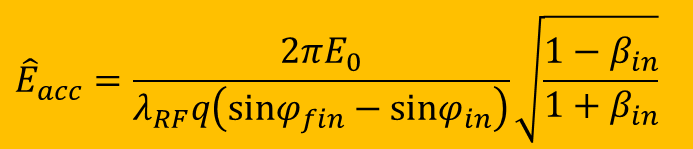 Ê_acc = 2πE_0 / (λ_RF q(sinφ_fin − sinφ_in)) √((1 − β_in) / (1 + β_in))